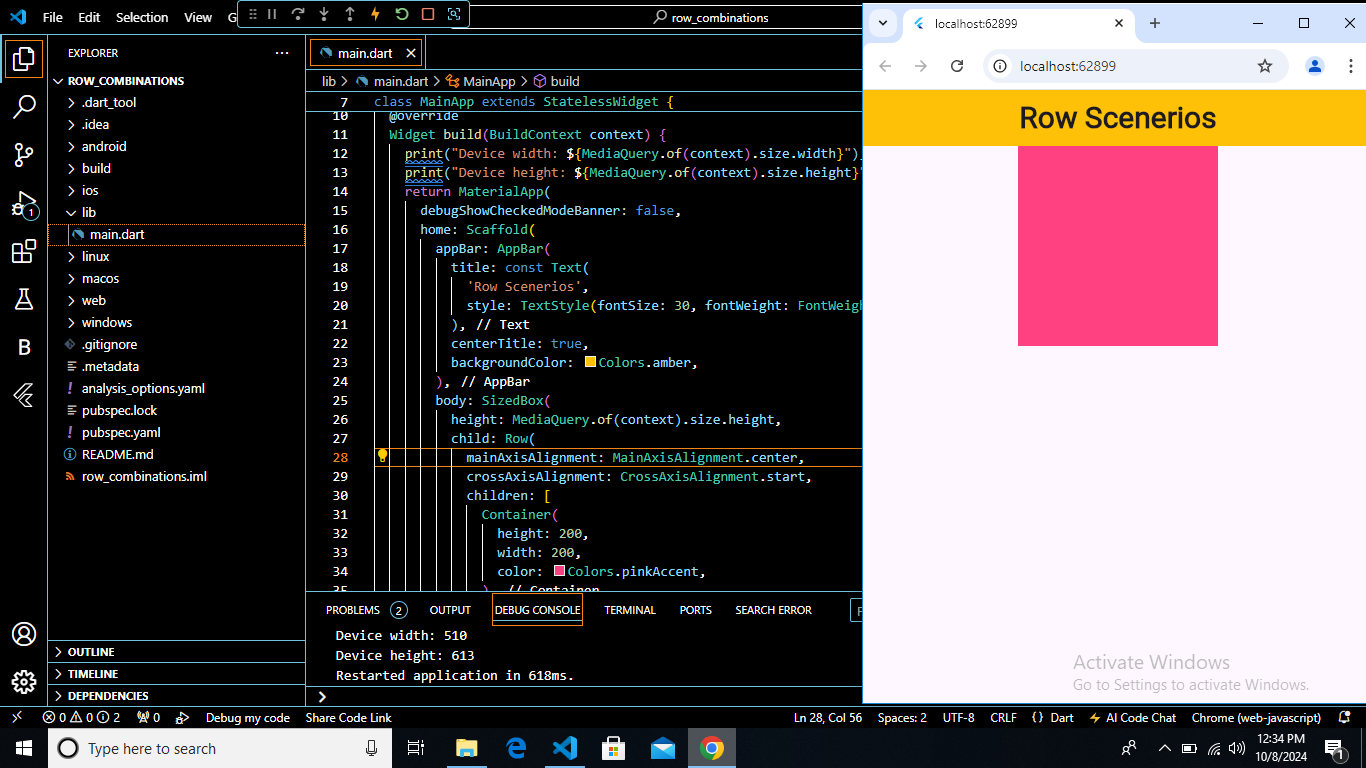 File Edit Selection View G
row_combinations
EXPLORER
ROW_COMBINATIONS
.dart_tool
.idea
android
build
ios
lib
main.dart
linux
macos
web
windows
.gitignore
.metadata
analysis_options.yaml
pubspec.lock
pubspec.yaml
README.md
row_combinations.iml
OUTLINE
TIMELINE
DEPENDENCIES
1
B
main.dart
lib > main.dart > MainApp > build
7 class MainApp extends StatelessWidget {
10 @override
11 Widget build(BuildContext context) {
12 print("Device width: ${MediaQuery.of(context).size.width}");
13 print("Device height: ${MediaQuery.of(context).size.height}"
14 return MaterialApp(
15 debugShowCheckedModeBanner: false,
16 home: Scaffold(
17 appBar: AppBar(
18 title: const Text(
19 'Row Scenerios',
20 style: TextStyle(fontSize: 30, fontWeight: FontWeigh
21 ), // Text
22 centerTitle: true,
23 backgroundColor: Colors.amber,
24 ), // AppBar
25 body: SizedBox(
26 height: MediaQuery.of(context).size.height,
27 child: Row(
28 mainAxisAlignment: MainAxisAlignment.center,
29 crossAxisAlignment: CrossAxisAlignment.start,
30 children: [
31 Container(
32 height: 200,
33 width: 200,
34 color: Colors.pinkAccent,
35 ), // Container
PROBLEMS 2 OUTPUT DEBUG CONSOLE TERMINAL PORTS SEARCH ERROR F
Device width: 510
Device height: 613
Restarted application in 618ms.
>
localhost:62899
localhost:62899
Row Scenerios
Activate Windows
Go to Settings to activate Windows.
0 0 2 0 Debug my code Share Code Link Ln 28, Col 56 Spaces: 2 UTF-8 CRLF {} Dart AI Code Chat Chrome (web-javascript)
Type here to search
12:34 PM
10/8/2024
1